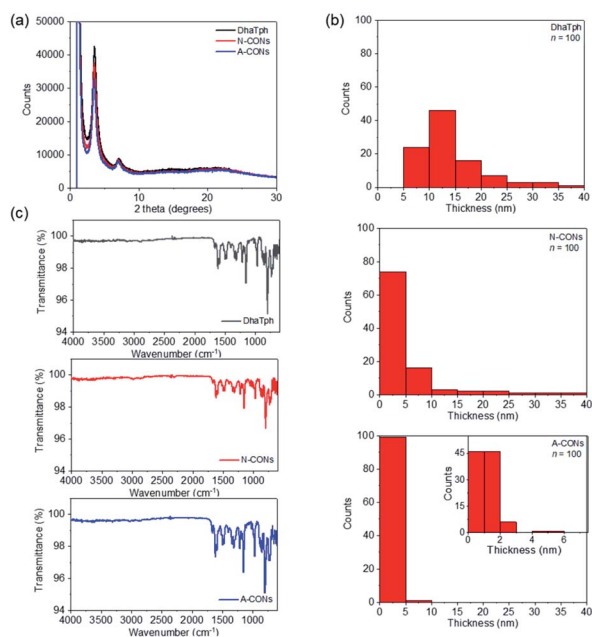 (a)
50000
40000
30000
20000
10000
0
Counts
DhaTph
N-CONs
A-CONs
0 10 20 30
2 theta (degrees)
(b)
100
80
60
40
20
0
Counts
DhaTph
n = 100
0 5 10 15 20 25 30 35 40
Thickness (nm)
(c)
100
98
96
94
Transmittance (%)
DhaTph
4000 3500 3000 2500 2000 1500 1000
Wavenumber (cm-1)
100
80
60
40
20
0
Counts
N-CONs
n = 100
0 5 10 15 20 25 30 35 40
Thickness (nm)
100
98
96
94
Transmittance (%)
N-CONs
4000 3500 3000 2500 2000 1500 1000
Wavenumber (cm-1)
100
80
60
40
20
0
Counts
A-CONs
n = 100
45
30
15
0
Counts
0 2 4 6
Thickness (nm)
0 5 10 15 20 25 30 35 40
Thickness (nm)
100
98
96
94
Transmittance (%)
A-CONs
4000 3500 3000 2500 2000 1500 1000
Wavenumber (cm-1)